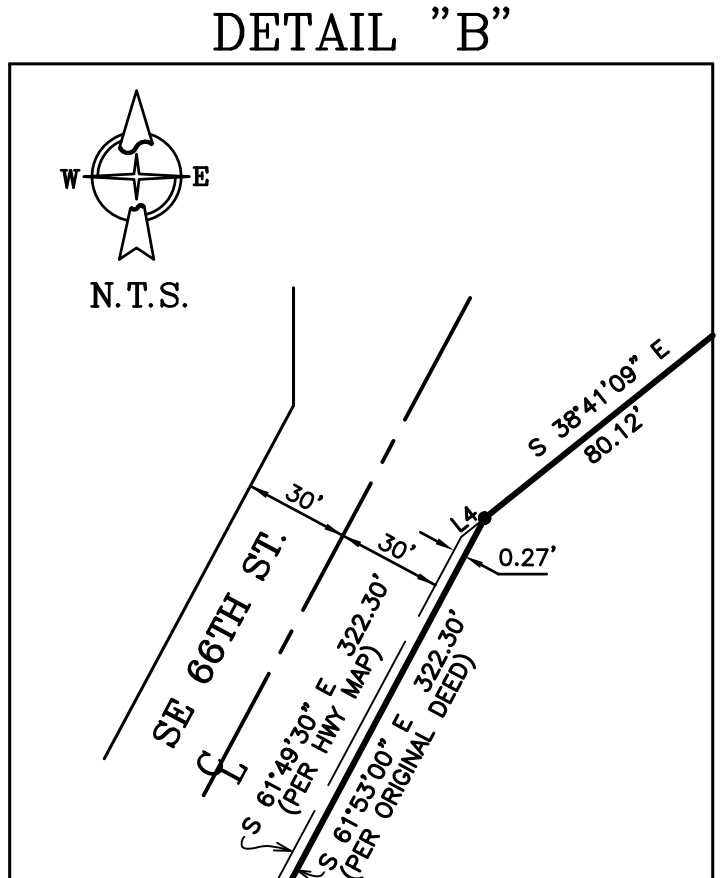 DETAIL "B"
W E
N.T.S.
S 38°41'09" E
80.12'
30'
L4
30'
0.27'
SE 66TH ST.
CL
S 61°49'30" E 322.30'
(PER HWY MAP)
S 61°53'00" E 322.30'
(PER ORIGINAL DEED)